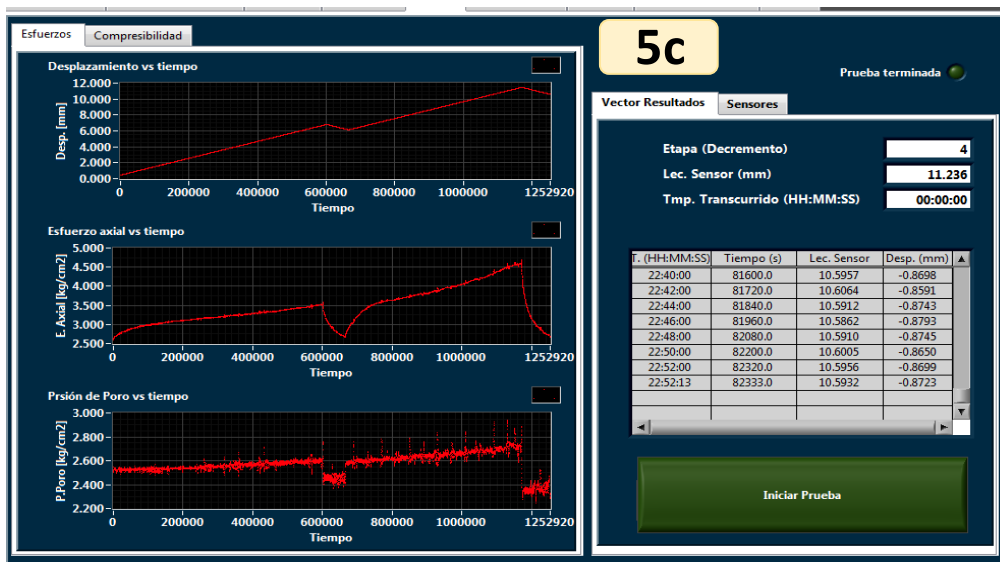 Esfuerzos
Compresibilidad
Desplazamiento vs tiempo
Desp. [mm]
12.000
10.000
8.000
6.000
4.000
2.000
0.000
0 200000 400000 600000 800000 1000000 1252920
Tiempo
Esfuerzo axial vs tiempo
E. Axial [kg/cm2]
5.000
4.500
4.000
3.500
3.000
2.500
0 200000 400000 600000 800000 1000000 1252920
Tiempo
Prsión de Poro vs tiempo
P.Poro [kg/cm2]
3.000
2.800
2.600
2.400
2.200
0 200000 400000 600000 800000 1000000 1252920
Tiempo
5c
Prueba terminada
Vector Resultados
Sensores
Etapa (Decremento) 4
Lec. Sensor (mm) 11.236
Tmp. Transcurrido (HH:MM:SS) 00:00:00
T. (HH:MM:SS) Tiempo (s) Lec. Sensor Desp. (mm)
22:40:00 81600.0 10.5957 -0.8698
22:42:00 81720.0 10.6064 -0.8591
22:44:00 81840.0 10.5912 -0.8743
22:46:00 81960.0 10.5862 -0.8793
22:48:00 82080.0 10.5910 -0.8745
22:50:00 82200.0 10.6005 -0.8650
22:52:00 82320.0 10.5956 -0.8699
22:52:13 82333.0 10.5932 -0.8723
Iniciar Prueba